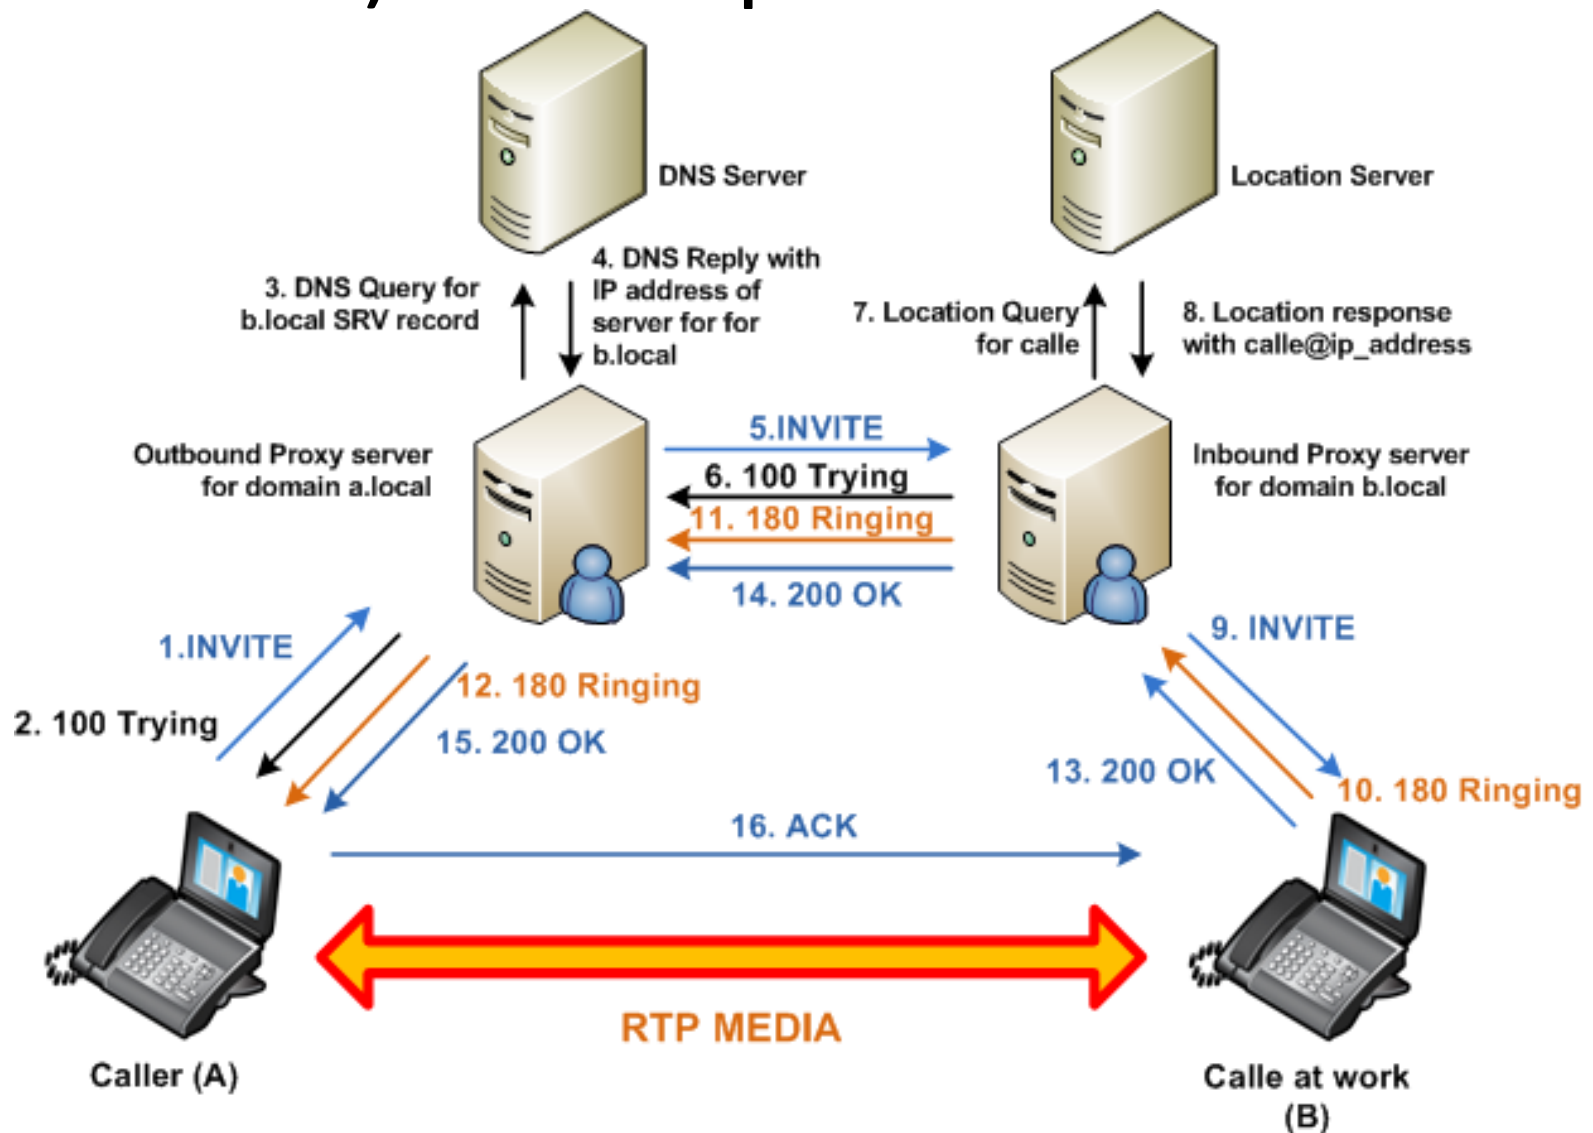 DNS Server
Location Server
3. DNS Query for
b.local SRV record
4. DNS Reply with
IP address of
server for for
b.local
7. Location Query
for calle
8. Location response
with calle@ip_address
Outbound Proxy server
for domain a.local
5.INVITE
6. 100 Trying
11. 180 Ringing
14. 200 OK
Inbound Proxy server
for domain b.local
1.INVITE
2. 100 Trying
12. 180 Ringing
15. 200 OK
9. INVITE
13. 200 OK
10. 180 Ringing
16. ACK
RTP MEDIA
Caller (A)
Calle at work
(B)